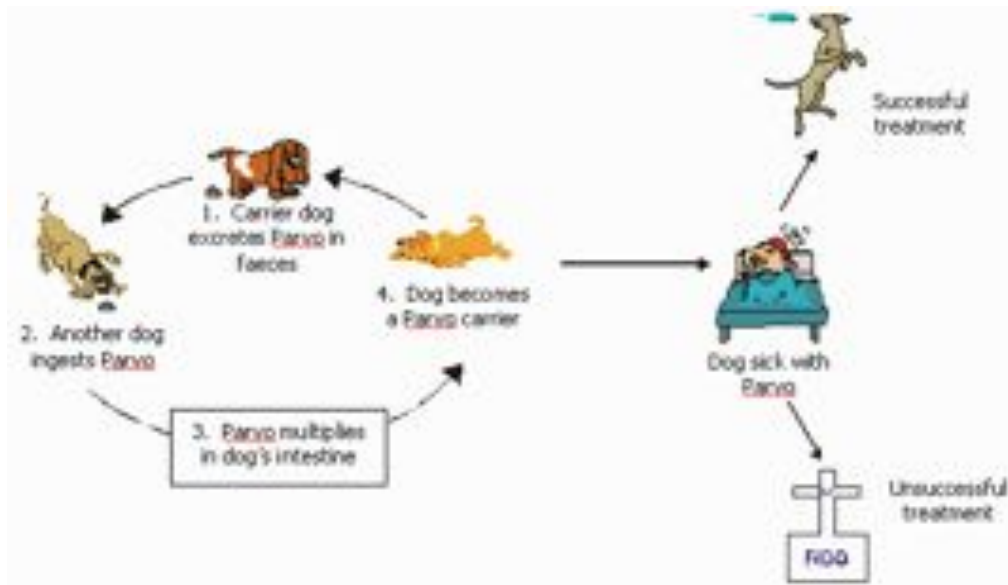 Successful
treatment
1. Carrier dog
excretes Parvo in
faeces
4. Dog becomes
a Parvo carrier
2. Another dog
ingests Parvo
3. Parvo multiplies
in dog's intestine
Dog sick with
Parvo
Unsuccessful
treatment